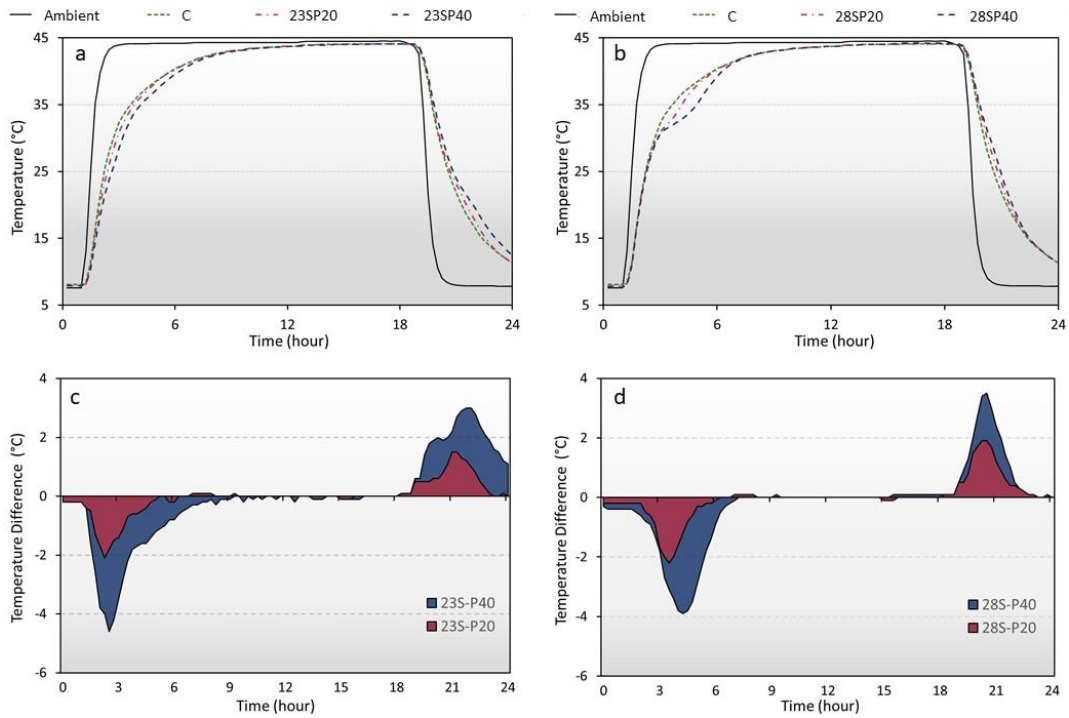 Ambient C 23SP20 23SP40
Ambient C 28SP20 28SP40
a
45
35
25
15
5
Temperature (°C)
0 6 12 18 24
Time (hour)
b
45
35
25
15
5
Temperature (°C)
0 6 12 18 24
Time (hour)
c
4
2
0
-2
-4
-6
Temperature Difference (°C)
23S-P40
23S-P20
0 3 6 9 12 15 18 21 24
Time (hour)
d
4
2
0
-2
-4
-6
Temperature Difference (°C)
28S-P40
28S-P20
0 3 6 9 12 15 18 21 24
Time (hour)